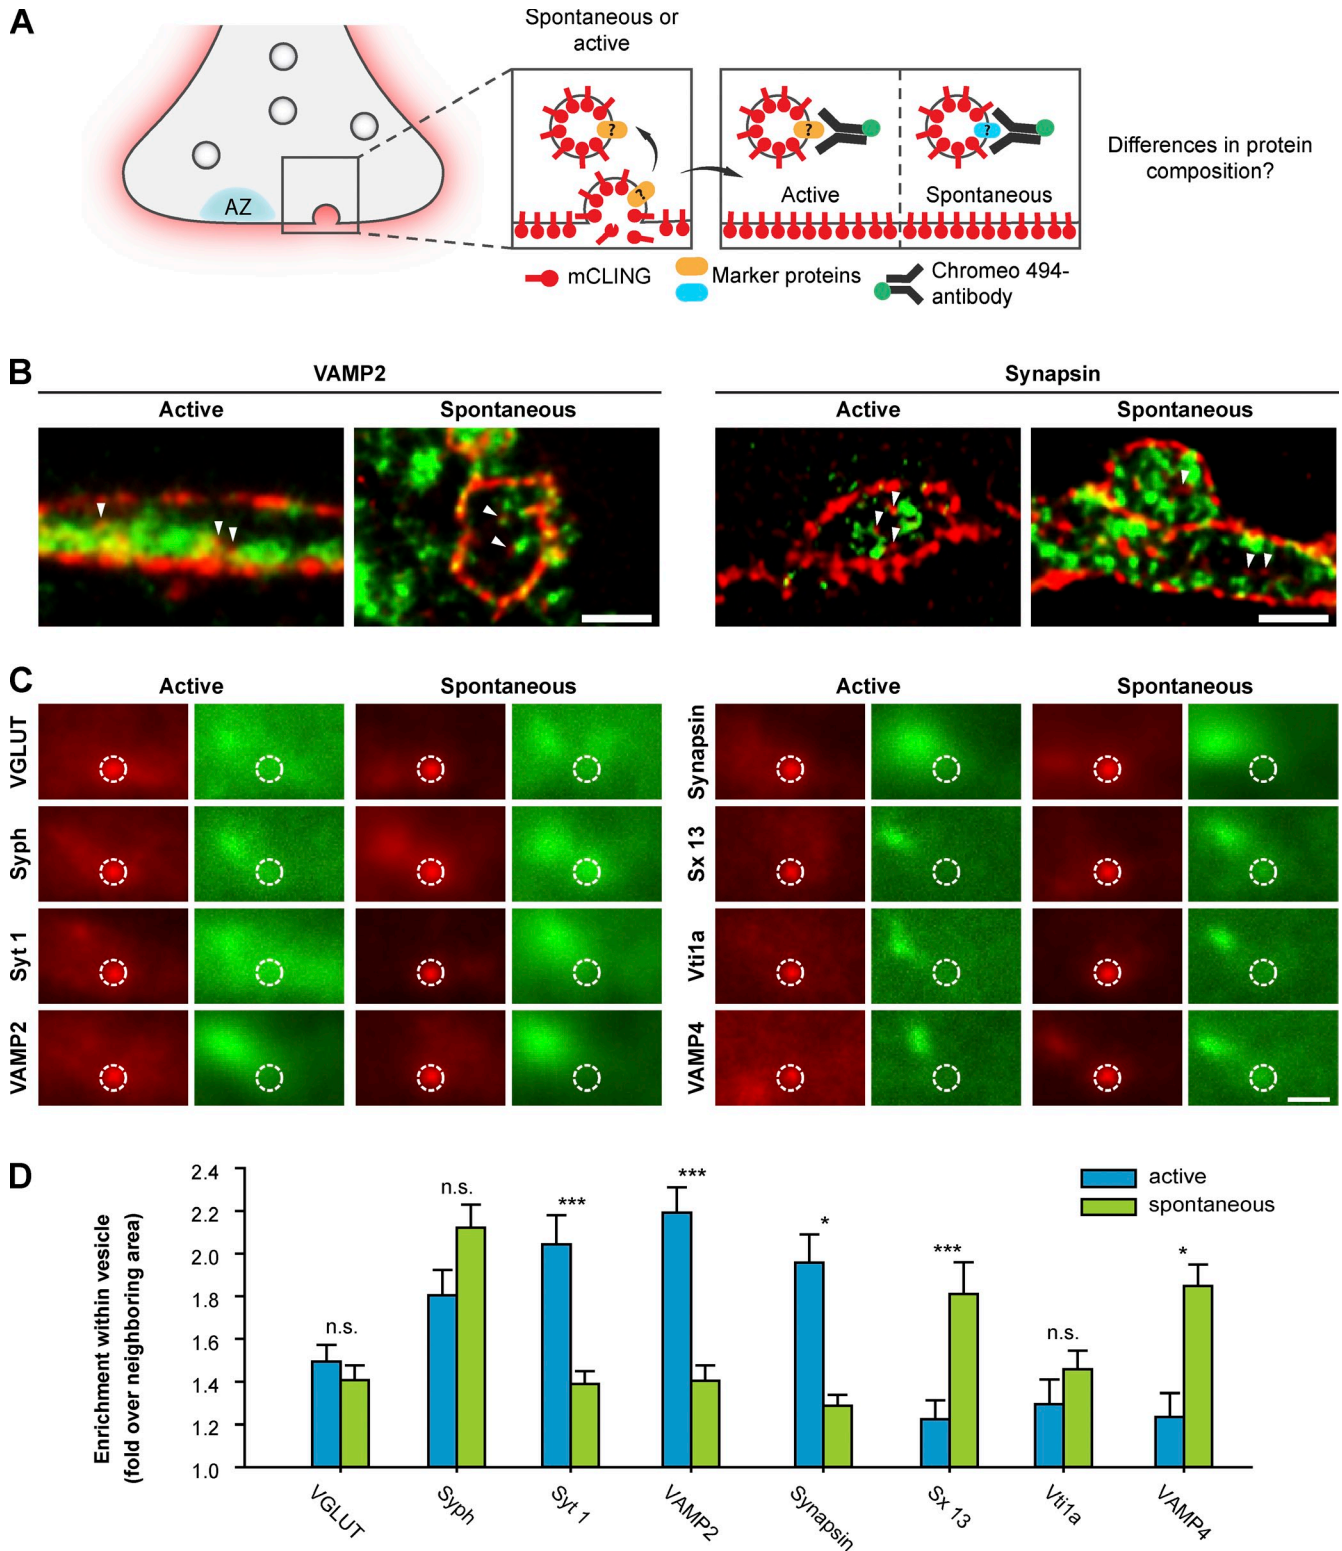 A
Spontaneous or
active
AZ
?
?
?
?
Active
Spontaneous
Differences in protein
composition?
mCLING
Marker proteins
Chromeo 494-
antibody
B
VAMP2
Synapsin
Active
Spontaneous
Active
Spontaneous
C
Active
Spontaneous
Active
Spontaneous
VGLUT
Synapsin
Syph
Sx 13
Syt 1
Vti1a
VAMP2
VAMP4
D
Enrichment within vesicle
(fold over neighboring area)
2.4
2.2
2.0
1.8
1.6
1.4
1.2
1.0
n.s.
n.s.
***
***
*
***
n.s.
*
active
spontaneous
VGLUT
Syph
Syt 1
VAMP2
Synapsin
Sx 13
Vti1a
VAMP4